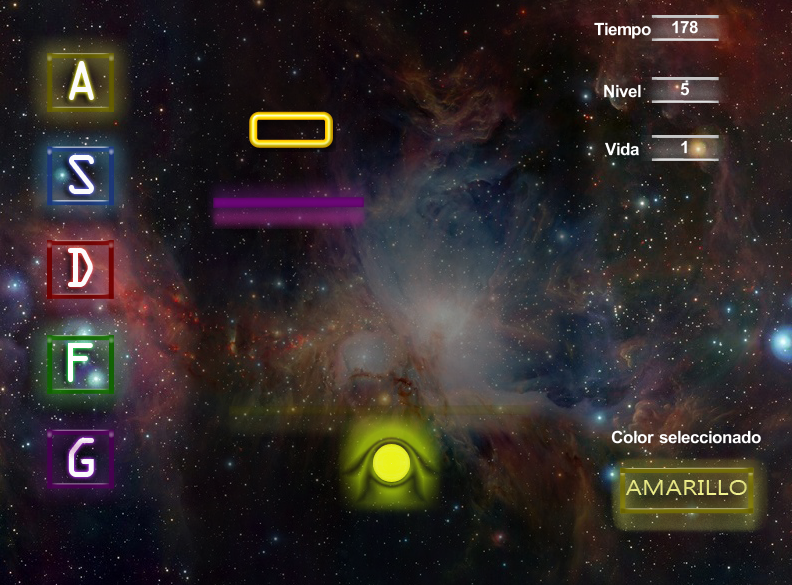 Tiempo 178
A
Nivel 5
Vida 1
S
D
F
Color seleccionado
G
AMARILLO